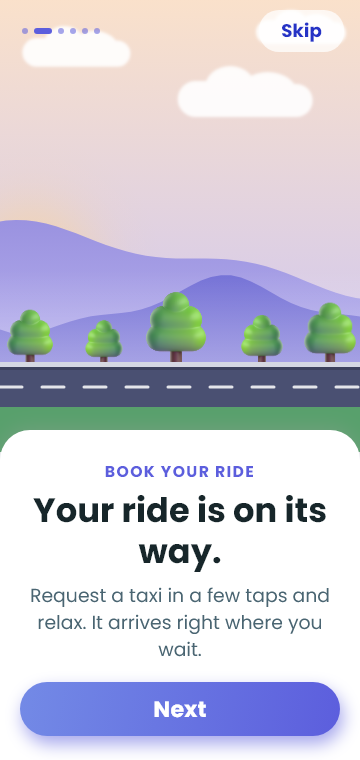 Skip
BOOK YOUR RIDE
Your ride is on its
way.
Request a taxi in a few taps and
relax. It arrives right where you
wait.
Next